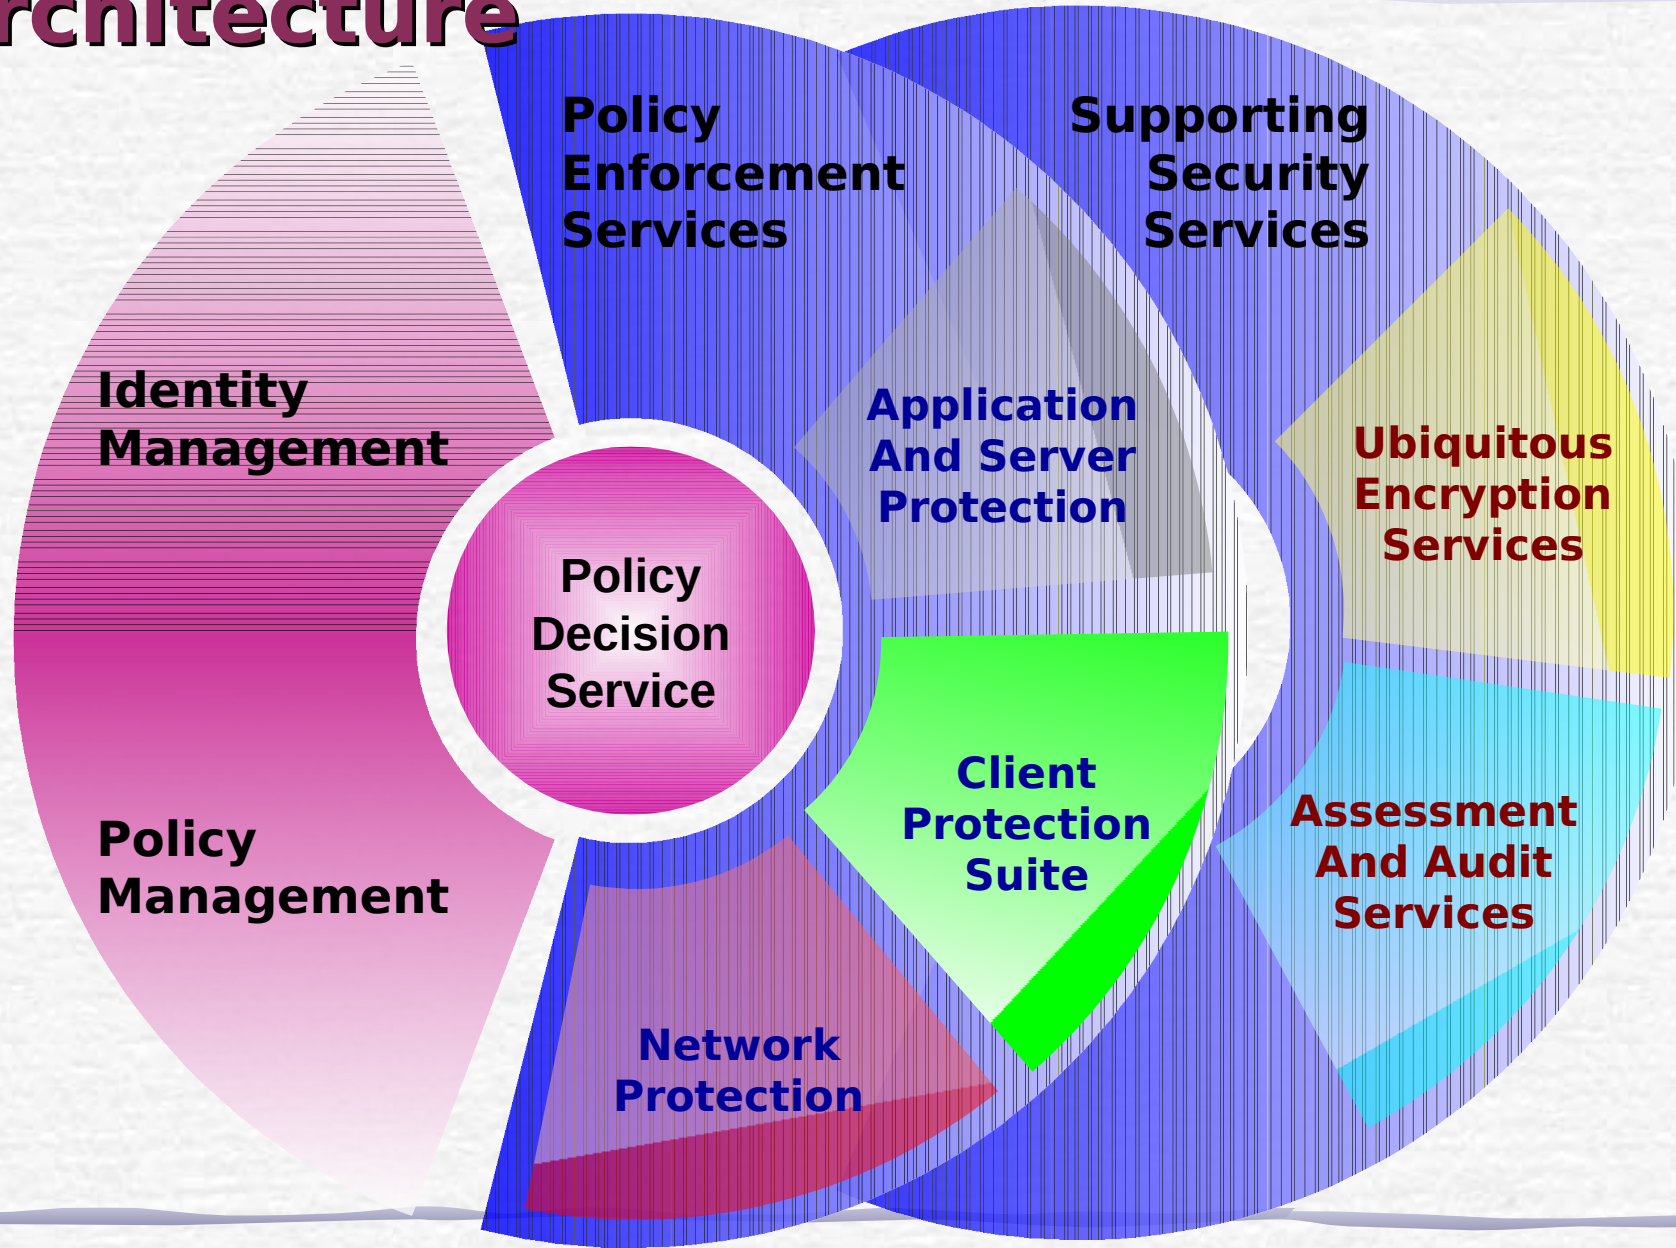 rchitecture
Policy
Enforcement
Services
Supporting
Security
Services
Identity
Management
Application
And Server
Protection
Ubiquitous
Encryption
Services
Policy
Decision
Service
Client
Protection
Suite
Assessment
And Audit
Services
Policy
Management
Network
Protection